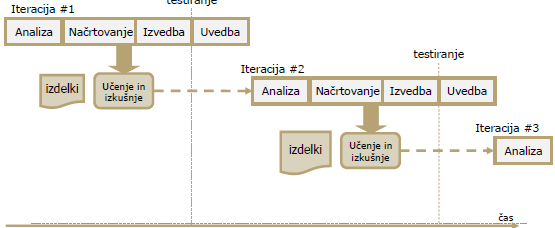 testiranje
Iteracija #1
Analiza Načrtovanje Izvedba Uvedba
testiranje
Iteracija #2
izdelki
Učenje in
izkušnje
Analiza Načrtovanje Izvedba Uvedba
Iteracija #3
izdelki
Učenje in
izkušnje
Analiza
čas